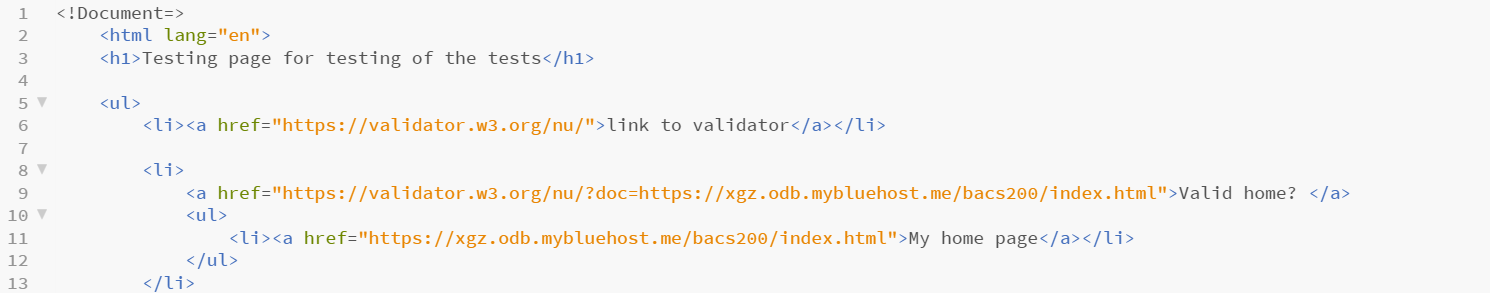 1 <!Document=>
2 <html lang="en">
3 <h1>Testing page for testing of the tests</h1>
4
5 <ul>
6 <li><a href="https://validator.w3.org/nu/">link to validator</a></li>
7
8 <li>
9 <a href="https://validator.w3.org/nu/?doc=https://xgz.odb.mybluehost.me/bacs200/index.html">Valid home? </a>
10 <ul>
11 <li><a href="https://xgz.odb.mybluehost.me/bacs200/index.html">My home page</a></li>
12 </ul>
13 </li>